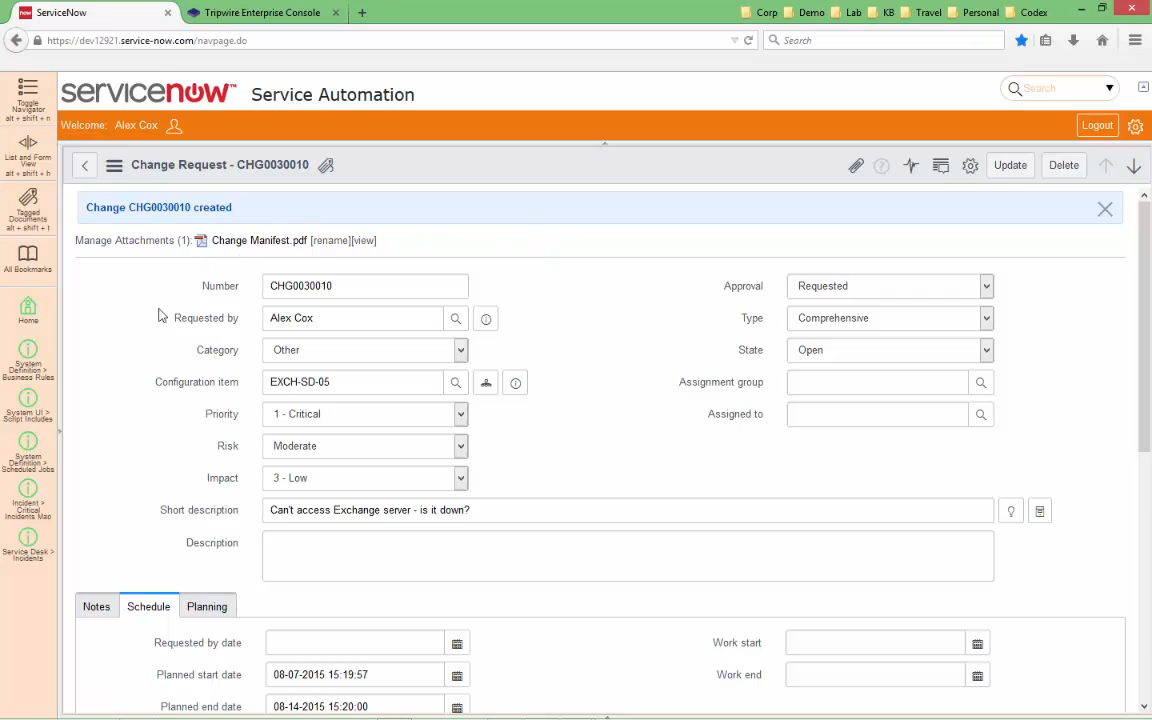 now ServiceNow
Tripwire Enterprise Console
Corp Demo Lab KB Travel Personal Codex
https://dev12921.service-now.com/navpage.do
Search
servicenow™ Service Automation
Search
Welcome: Alex Cox
Logout
Toggle
Navigator
alt + shift + n
List and Form
View
alt + shift + h
Tagged
Documents
alt + shift + t
All Bookmarks
Home
System
Definition >
Business Rules
System UI >
Script Includes
System
Definition >
Scheduled Jobs
Incident >
Critical
Incidents Map
Service Desk >
Incidents
Change Request - CHG0030010
Update
Delete
Change CHG0030010 created
Manage Attachments (1): Change Manifest.pdf [rename][view]
Number CHG0030010
Approval Requested
Requested by Alex Cox
Type Comprehensive
Category Other
State Open
Configuration item EXCH-SD-05
Assignment group
Priority 1 - Critical
Assigned to
Risk Moderate
Impact 3 - Low
Short description Can't access Exchange server - is it down?
Description
Notes Schedule Planning
Requested by date
Work start
Planned start date 08-07-2015 15:19:57
Work end
Planned end date 08-14-2015 15:20:00